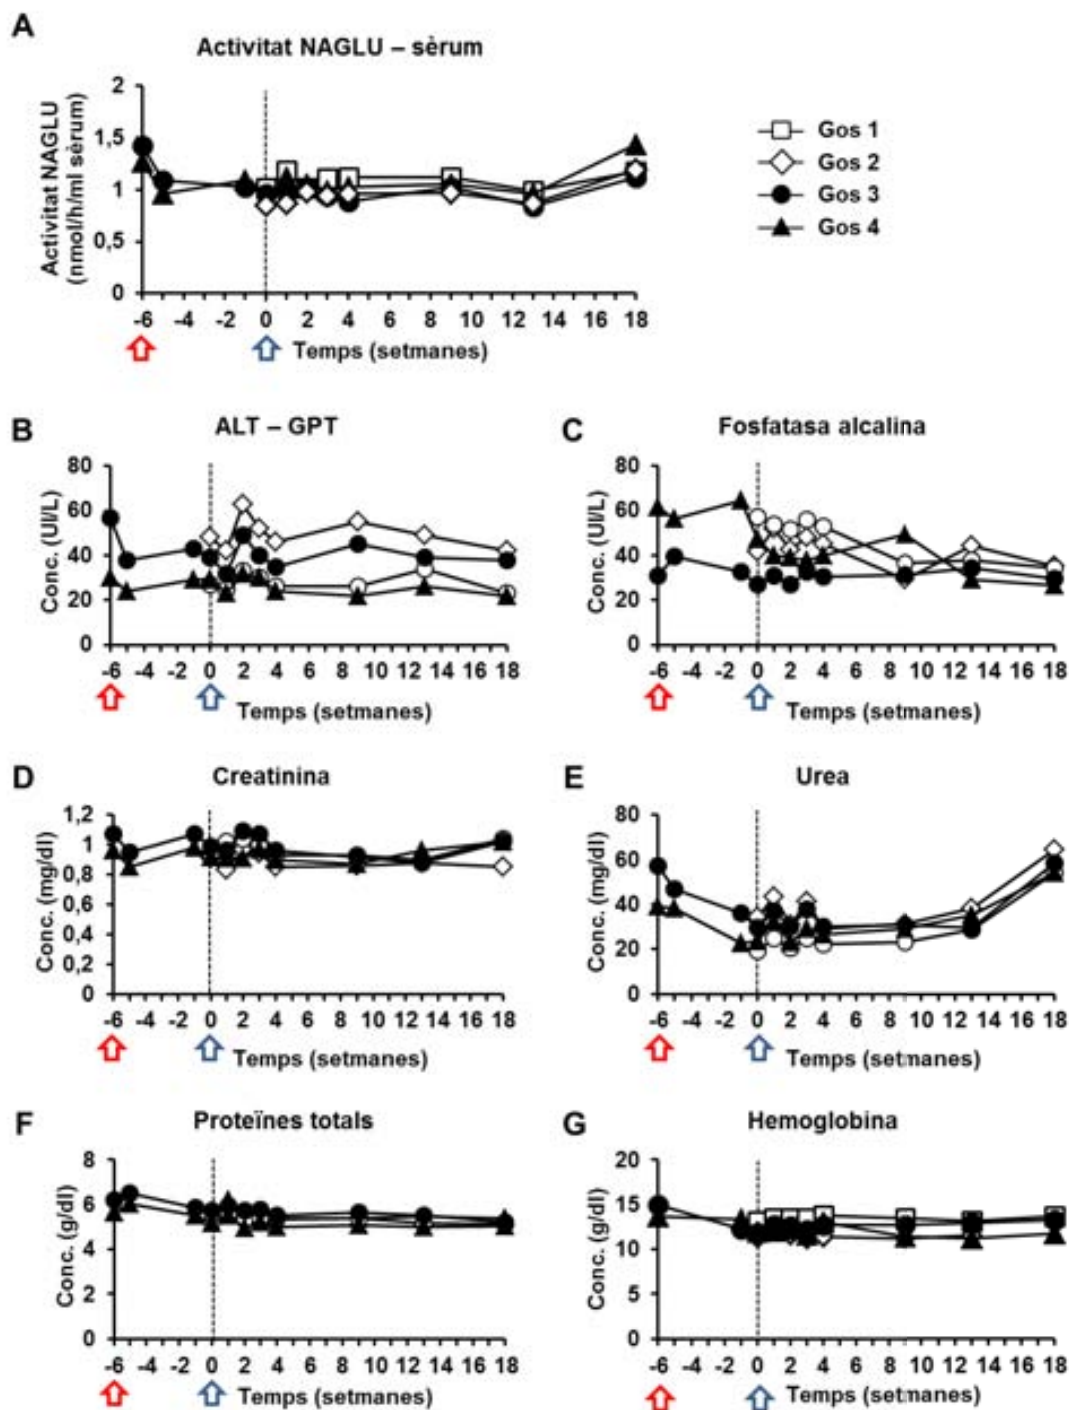 A
Activitat NAGLU – sèrum
Activitat NAGLU
(nmol/h/ml sèrum)
2
1,5
1
0,5
0
-6 -4 -2 0 2 4 6 8 10 12 14 16 18
Temps (setmanes)
Gos 1
Gos 2
Gos 3
Gos 4
B
ALT – GPT
Conc. (UI/L)
80
60
40
20
0
-6 -4 -2 0 2 4 6 8 10 12 14 16 18
Temps (setmanes)
C
Fosfatasa alcalina
Conc. (UI/L)
80
60
40
20
0
-6 -4 -2 0 2 4 6 8 10 12 14 16 18
Temps (setmanes)
D
Creatinina
Conc. (mg/dl)
1,2
1
0,8
0,6
0,4
0,2
0
-6 -4 -2 0 2 4 6 8 10 12 14 16 18
Temps (setmanes)
E
Urea
Conc. (mg/dl)
80
60
40
20
0
-6 -4 -2 0 2 4 6 8 10 12 14 16 18
Temps (setmanes)
F
Proteïnes totals
Conc. (g/dl)
8
6
4
2
0
-6 -4 -2 0 2 4 6 8 10 12 14 16 18
Temps (setmanes)
G
Hemoglobina
Conc. (g/dl)
20
15
10
5
0
-6 -4 -2 0 2 4 6 8 10 12 14 16 18
Temps (setmanes)